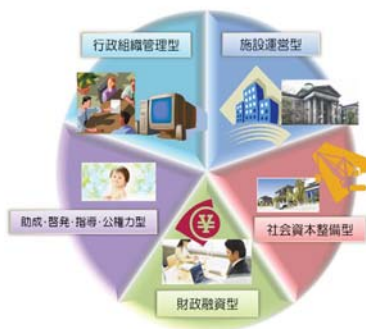 行政組織管理型
施設運営型
助成・啓発・指導・公権力型
社会資本整備型
¥
財政融資型